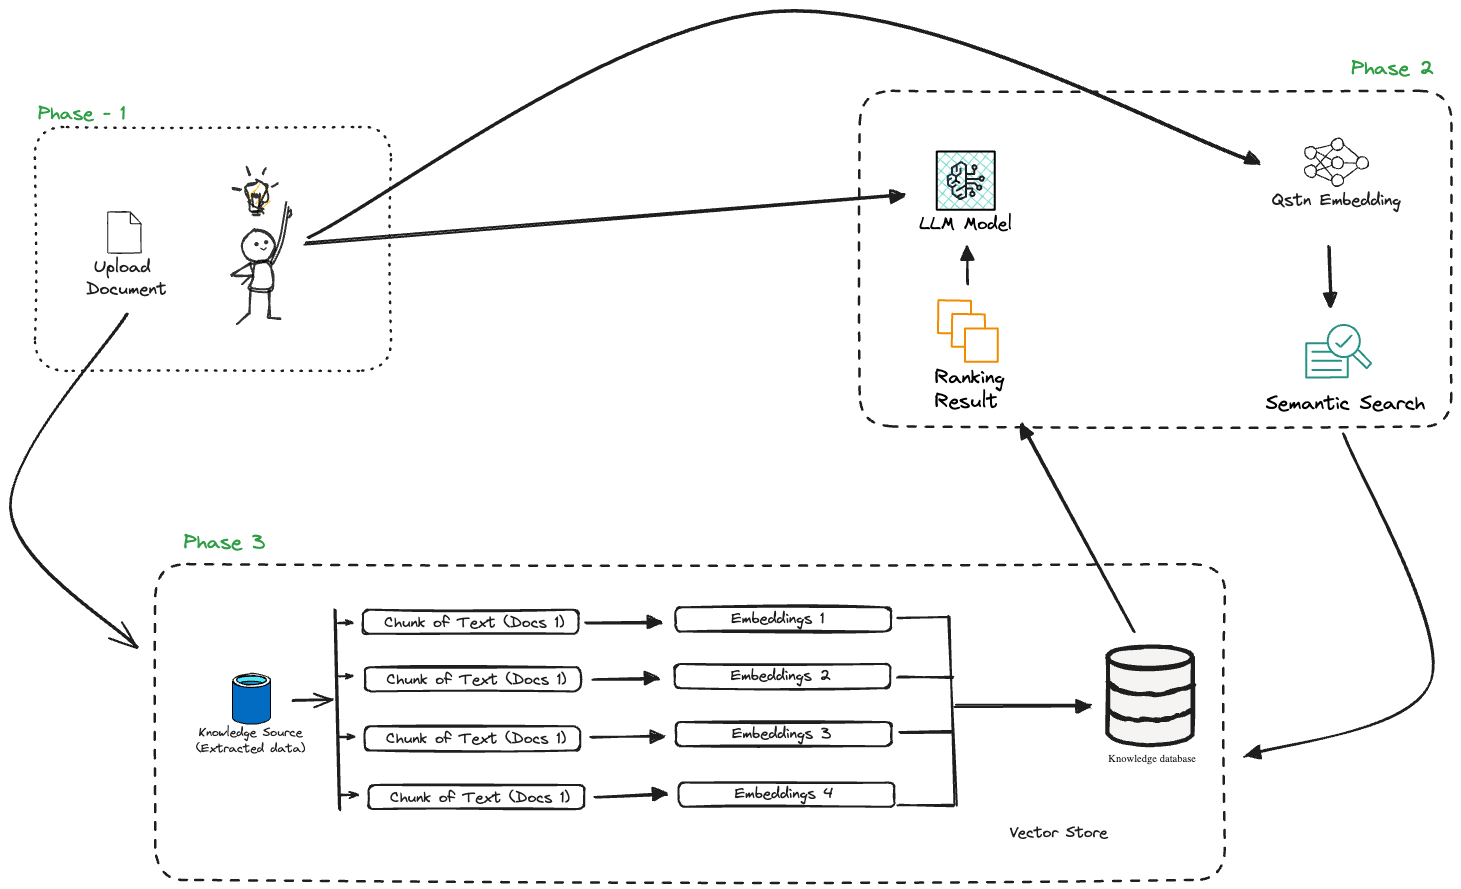 Phase - 1
Upload
Document
Phase 2
LLM Model
Qstn Embedding
Ranking
Result
Semantic Search
Phase 3
Knowledge Source
(Extracted data)
Chunk of Text (Docs 1)
Embeddings 1
Chunk of Text (Docs 1)
Embeddings 2
Chunk of Text (Docs 1)
Embeddings 3
Chunk of Text (Docs 1)
Embeddings 4
Knowledge database
Vector Store